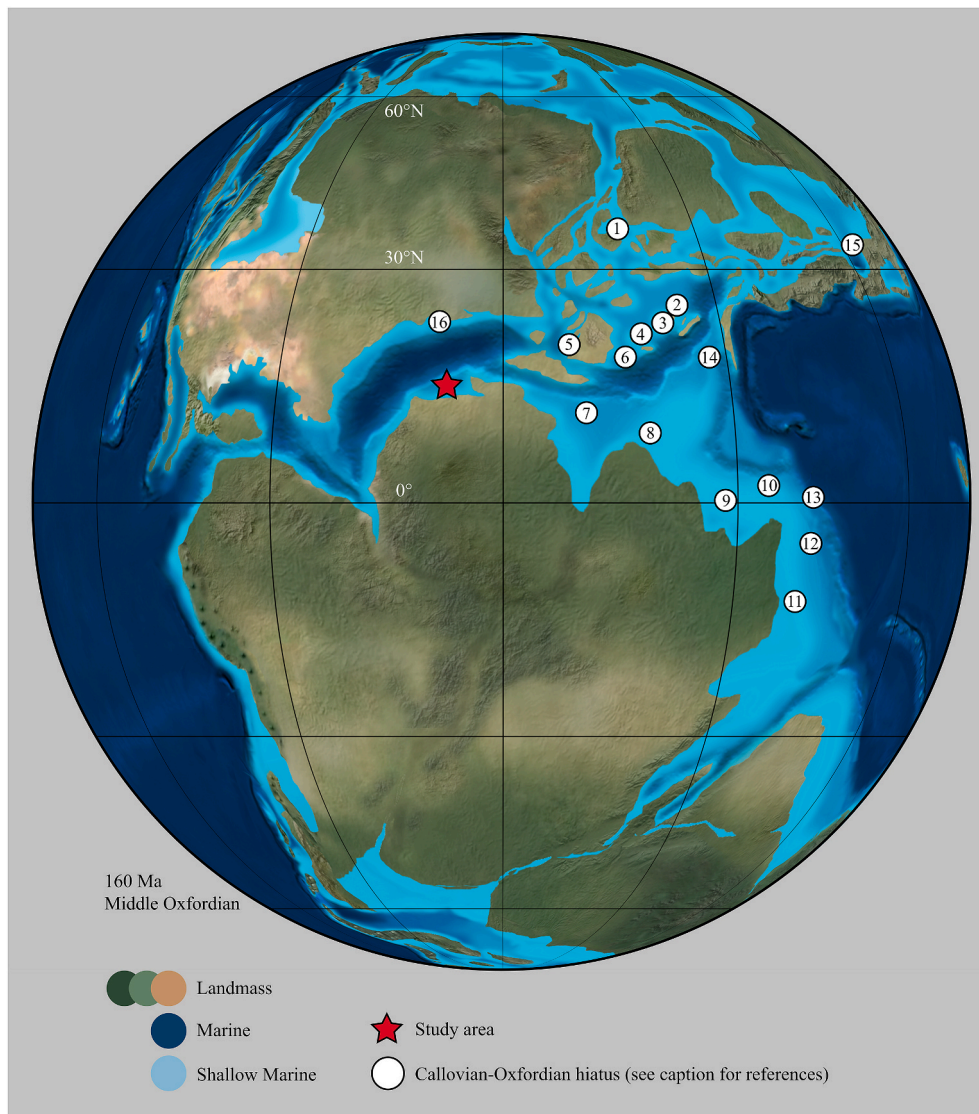 60°N
1
15
30°N
2
16
3
4
5
6
14
7
8
0°
10
13
9
12
11
160 Ma
Middle Oxfordian
Landmass
Marine
Study area
Shallow Marine
Callovian-Oxfordian hiatus (see caption for references)